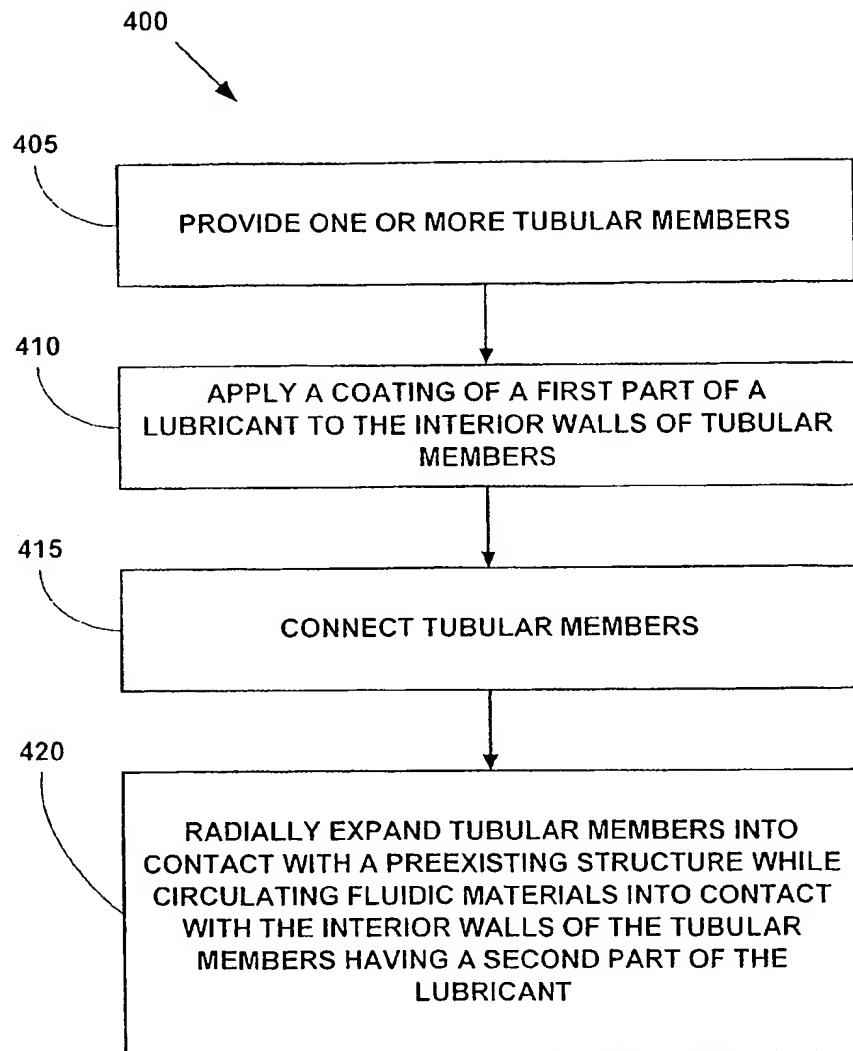 400
405
PROVIDE ONE OR MORE TUBULAR MEMBERS
410
APPLY A COATING OF A FIRST PART OF A
LUBRICANT TO THE INTERIOR WALLS OF TUBULAR
MEMBERS
415
CONNECT TUBULAR MEMBERS
420
RADIALLY EXPAND TUBULAR MEMBERS INTO
CONTACT WITH A PREEXISTING STRUCTURE WHILE
CIRCULATING FLUIDIC MATERIALS INTO CONTACT
WITH THE INTERIOR WALLS OF THE TUBULAR
MEMBERS HAVING A SECOND PART OF THE
LUBRICANT